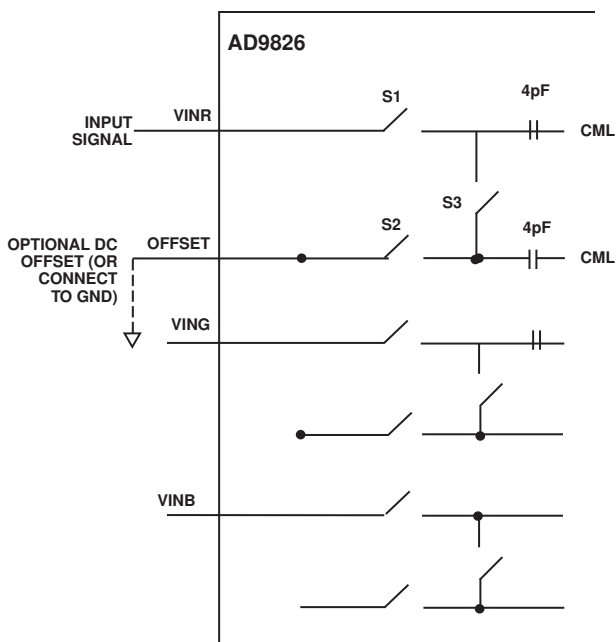 AD9826
S1
4pF
INPUT
SIGNAL
VINR
CML
S3
S2
4pF
OPTIONAL DC
OFFSET (OR
CONNECT
TO GND)
OFFSET
CML
VING
VINB